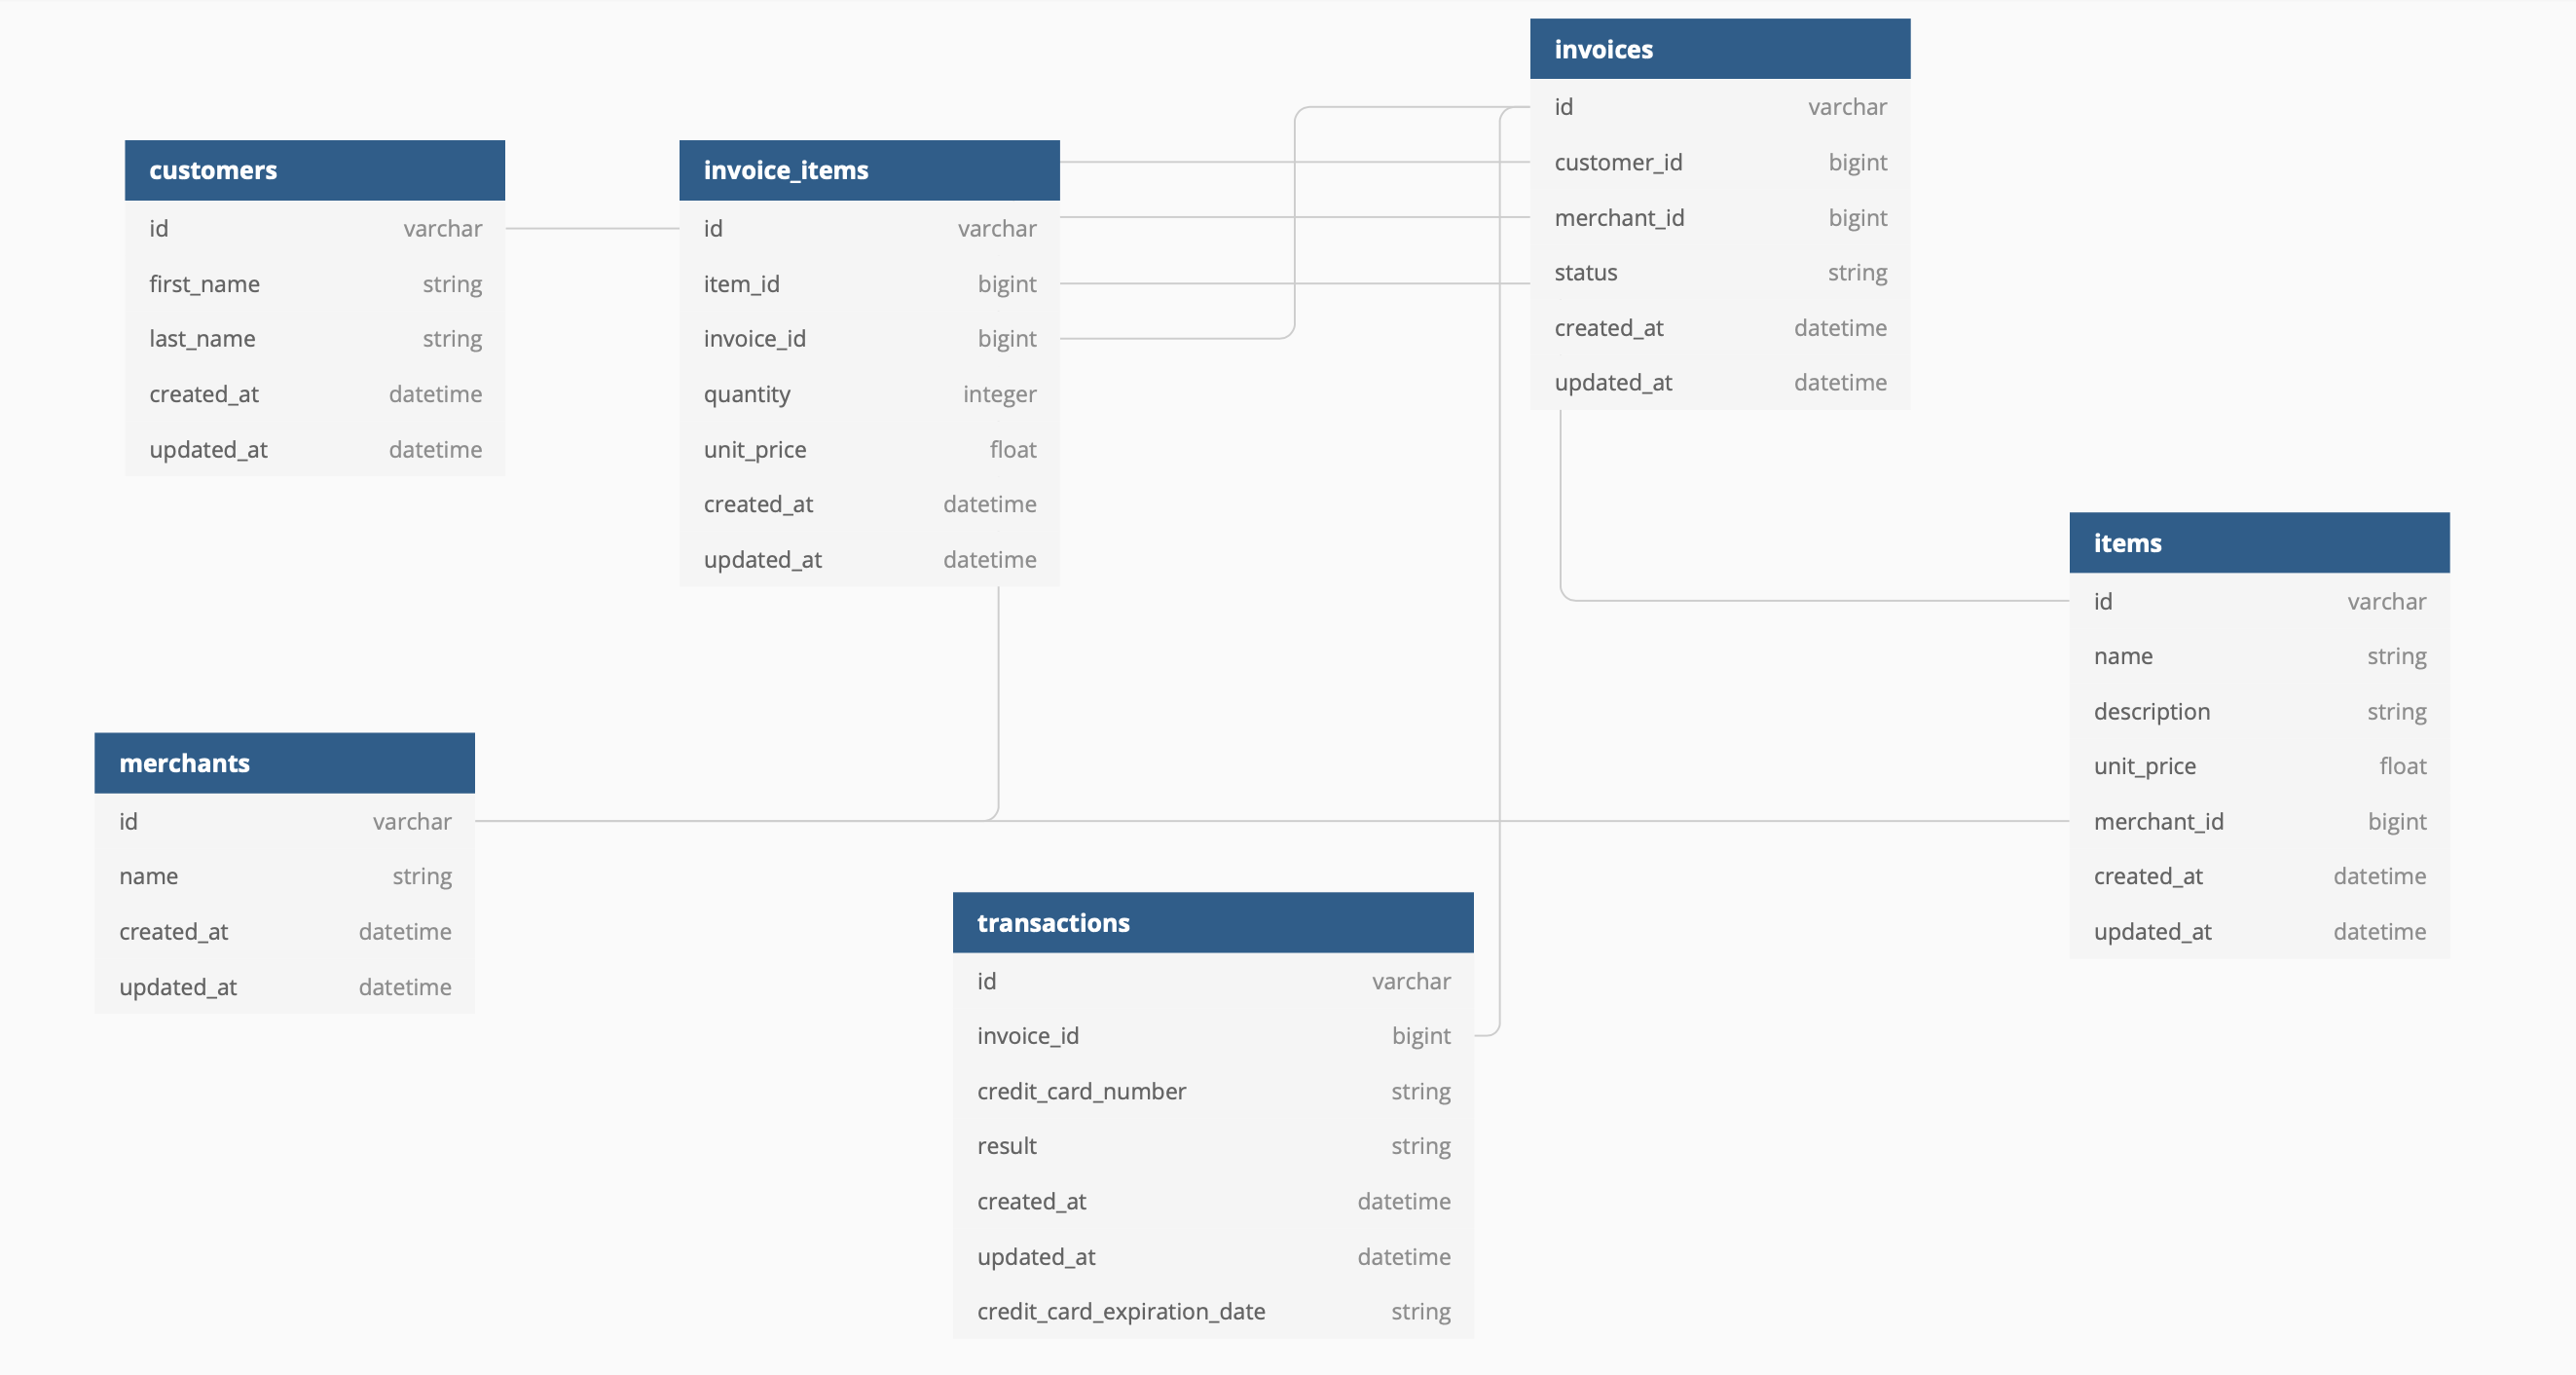 invoices
id varchar
customer_id bigint
merchant_id bigint
status string
created_at datetime
updated_at datetime
customers
id varchar
first_name string
last_name string
created_at datetime
updated_at datetime
invoice_items
id varchar
item_id bigint
invoice_id bigint
quantity integer
unit_price float
created_at datetime
updated_at datetime
items
id varchar
name string
description string
unit_price float
merchant_id bigint
created_at datetime
updated_at datetime
merchants
id varchar
name string
created_at datetime
updated_at datetime
transactions
id varchar
invoice_id bigint
credit_card_number string
result string
created_at datetime
updated_at datetime
credit_card_expiration_date string